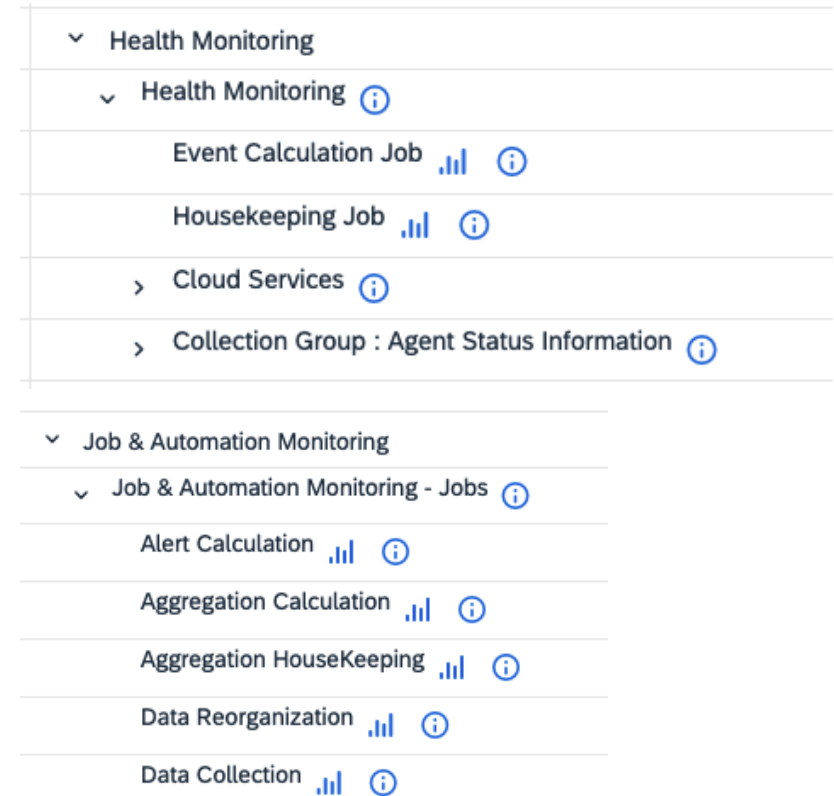 Health Monitoring
Health Monitoring
Event Calculation Job
Housekeeping Job
Cloud Services
Collection Group : Agent Status Information
Job & Automation Monitoring
Job & Automation Monitoring - Jobs
Alert Calculation
Aggregation Calculation
Aggregation HouseKeeping
Data Reorganization
Data Collection